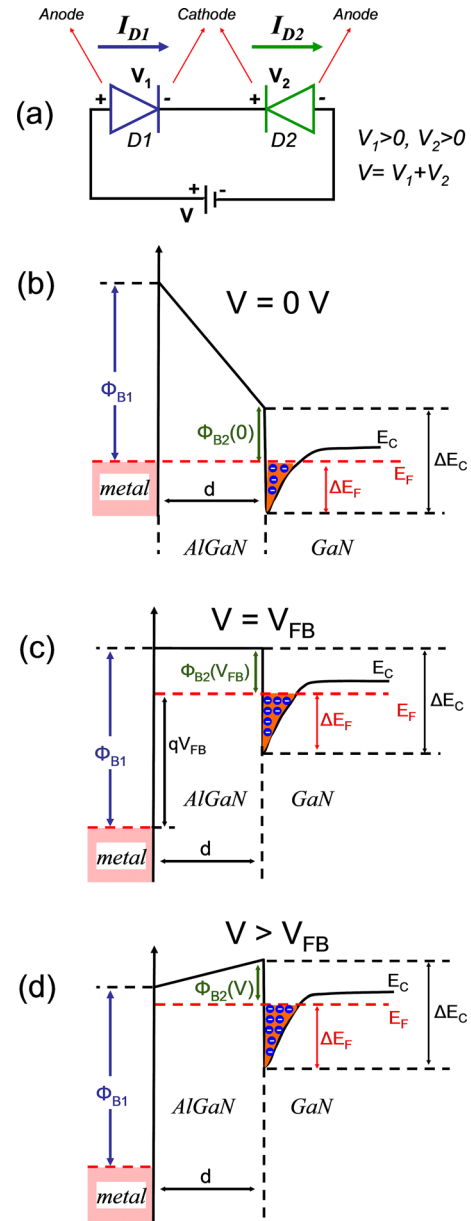 Anode
I_D1
Cathode
I_D2
Anode
(a)
+
V_1
-
+
V_2
-
D1
D2
V_1>0, V_2>0
V= V_1+V_2
+
-
V
(b)
V = 0 V
Φ_B1
Φ_B2(0)
E_C
E_F
ΔE_C
ΔE_F
metal
d
AlGaN
GaN
(c)
V = V_FB
Φ_B2(V_FB)
E_C
E_F
ΔE_C
ΔE_F
qV_FB
Φ_B1
AlGaN
GaN
metal
d
(d)
V > V_FB
Φ_B2(V)
E_C
E_F
ΔE_C
ΔE_F
Φ_B1
AlGaN
GaN
d
metal